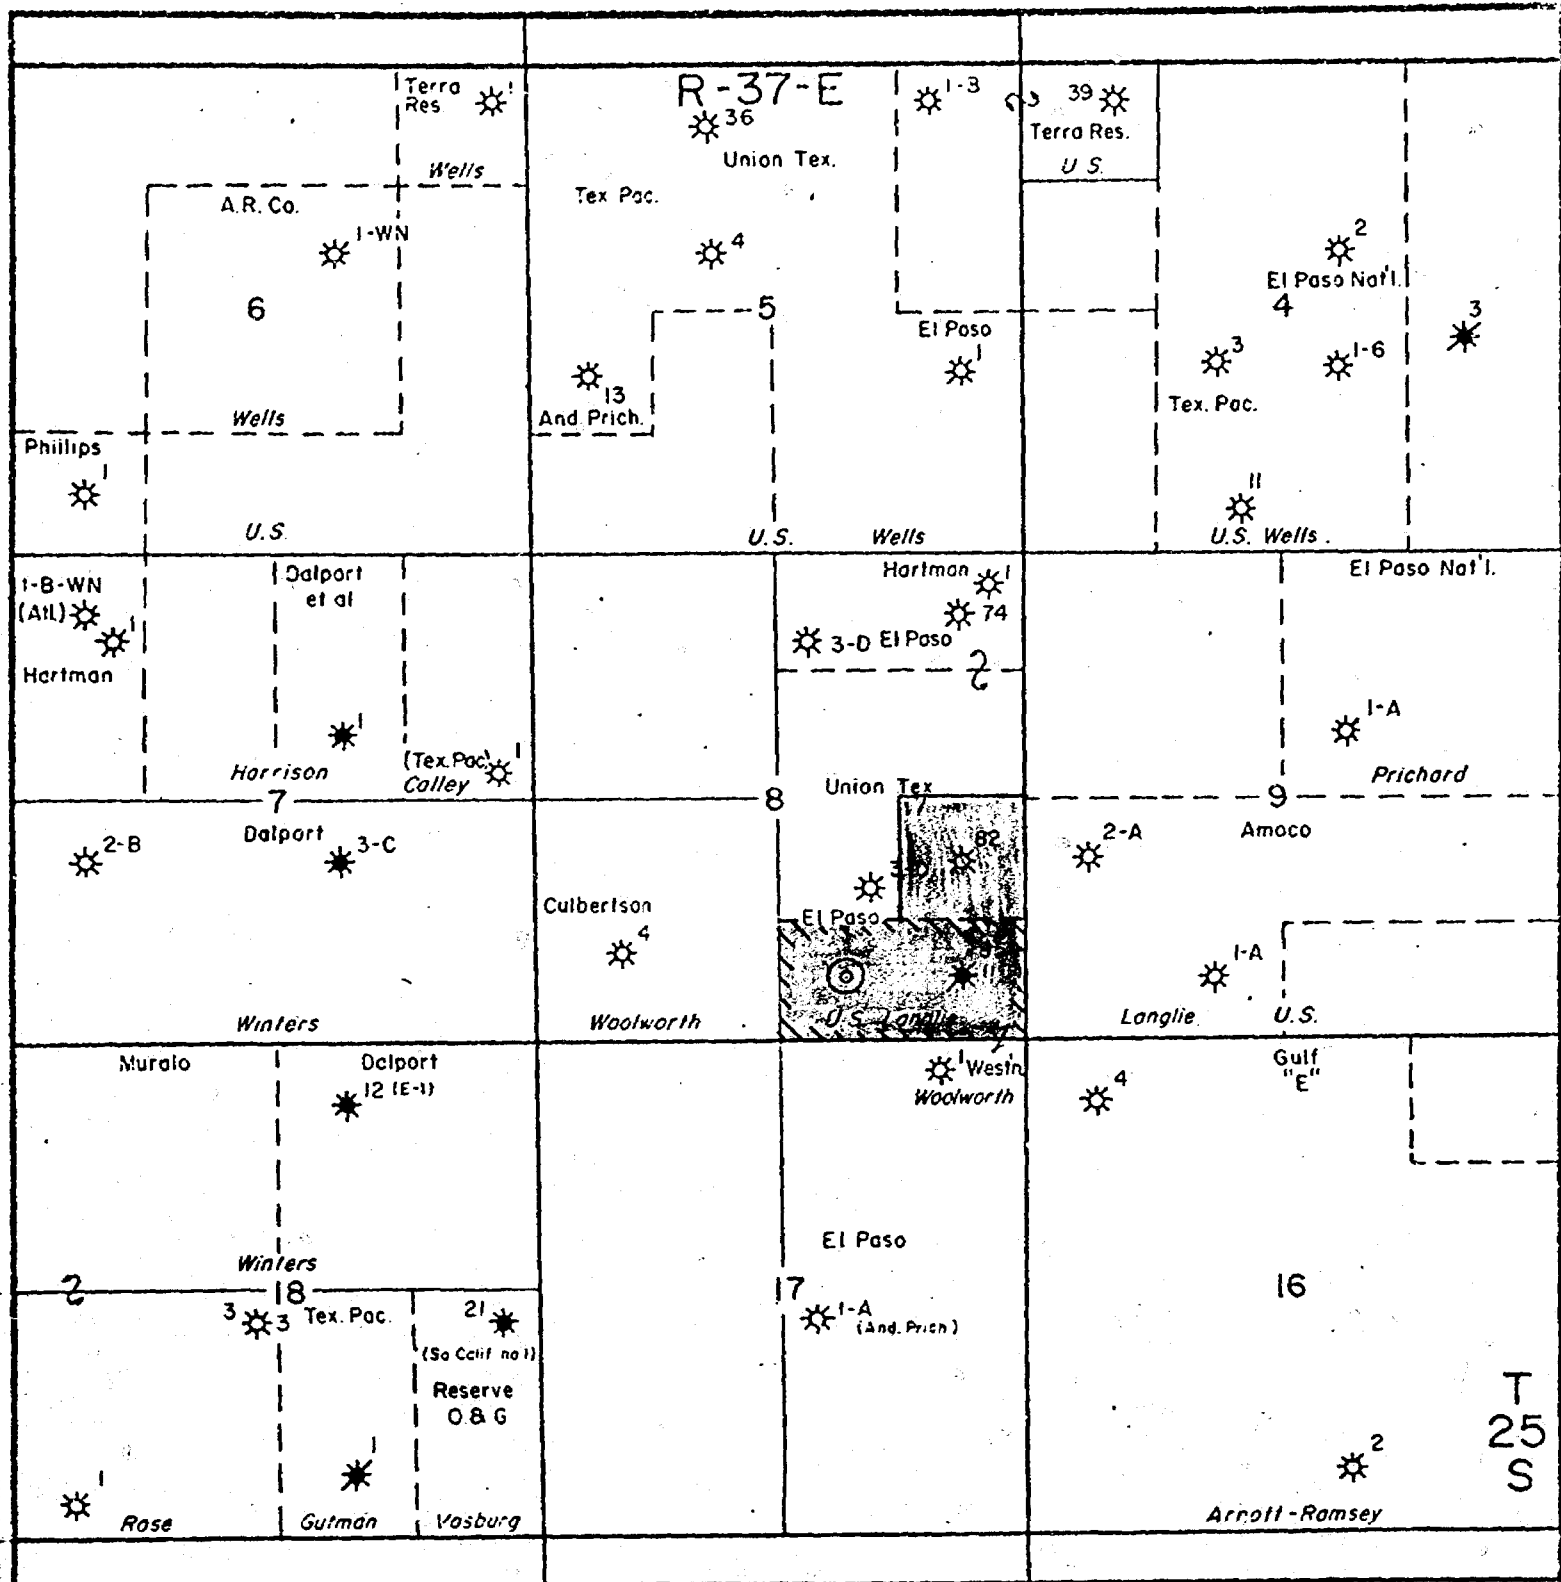 R-37-E
Terra
Res.
1
Wells
36
Union Tex.
Tex Pac.
4
1-3
39
Terra Res.
U.S.
A.R. Co.
1-WN
6
5
2
El Paso Nat'l.
4
3
El Paso
1
3
1-6
Tex. Pac.
13
And. Prich.
Wells
Phillips
1
11
U.S.
U.S. Wells
U.S. Wells.
1-B-WN
(Atl.)
1
Hartman
Dalport
et al
Hartman 1
74
3-D El Paso
El Paso Nat'l.
1
Harrison
(Tex. Pac.) 1
Calley
1-A
Prichard
7
8
Union Tex
9
2-B
Dalport
3-C
82
2-A
Amoco
Culbertson
4
El Paso
1-A
Winters
Woolworth
U.S. Langlie
Langlie
U.S.
Muralo
Dalport
12 (E-1)
1 West'n
Woolworth
4
Gulf
"E"
Winters
El Paso
18
17
16
3
3
Tex. Pac.
21
(So Calif no 1)
Reserve
O & G
1-A
(And. Prich)
T
25
S
1
Rose
1
Gutman
Vosburg
2
Arnott-Ramsey